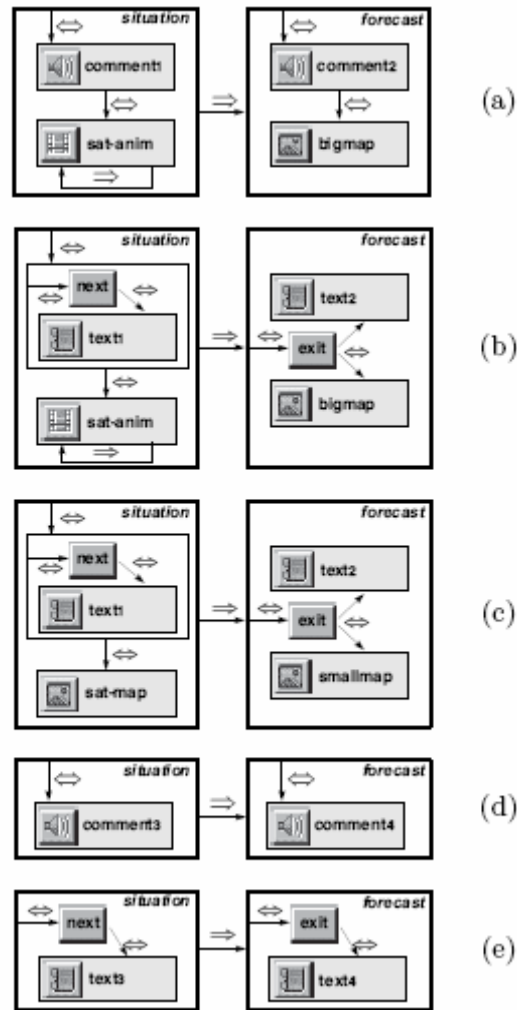 situation
forecast
⇔
⇔
comment1
comment2
⇔
⇔
⇒
(a)
sat-anim
bigmap
⇒
situation
forecast
⇔
next
⇔
⇔
text2
text1
⇒
⇔
exit
⇔
(b)
⇔
sat-anim
bigmap
⇒
situation
forecast
⇔
next
⇔
⇔
text2
text1
⇒
⇔
exit
⇔
(c)
⇔
sat-map
smallmap
situation
forecast
⇔
⇒
⇔
comment3
comment4
(d)
situation
forecast
⇔
next
⇔
exit
⇔
⇒
⇔
(e)
text3
text4